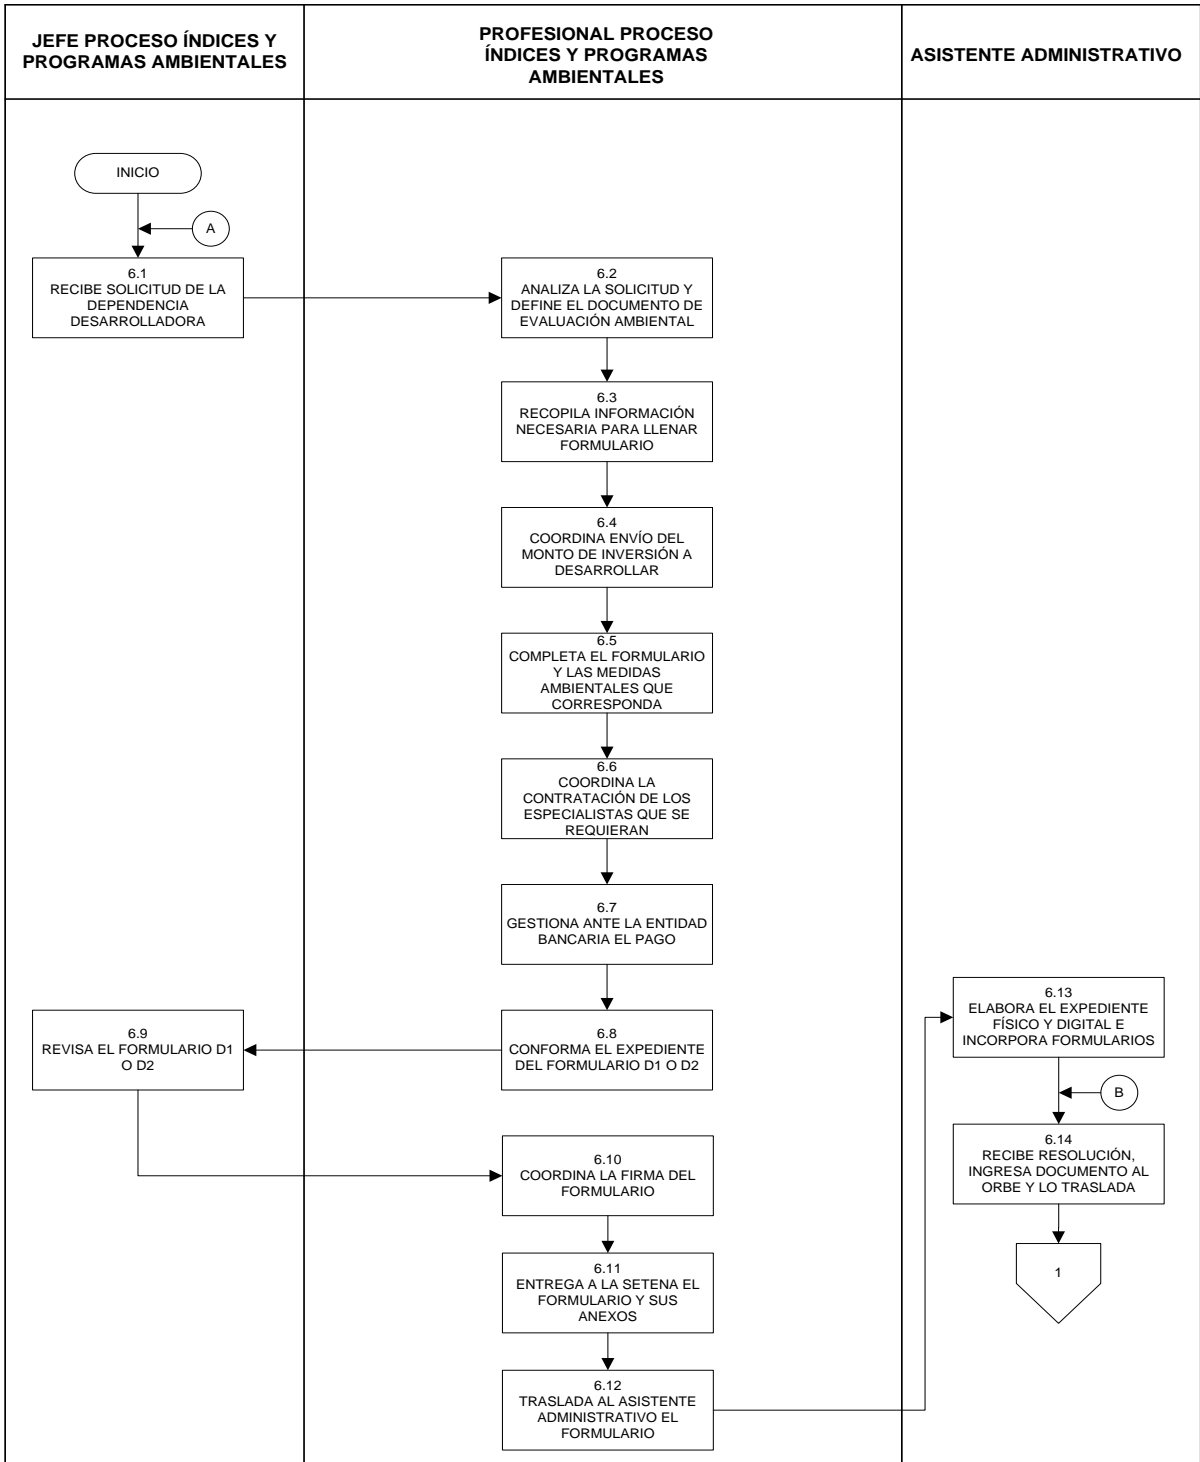 JEFE PROCESO ÍNDICES Y
PROGRAMAS AMBIENTALES
PROFESIONAL PROCESO
ÍNDICES Y PROGRAMAS
AMBIENTALES
ASISTENTE ADMINISTRATIVO
INICIO
A
6.1
RECIBE SOLICITUD DE LA
DEPENDENCIA
DESARROLLADORA
6.2
ANALIZA LA SOLICITUD Y
DEFINE EL DOCUMENTO DE
EVALUACIÓN AMBIENTAL
6.3
RECOPILA INFORMACIÓN
NECESARIA PARA LLENAR
FORMULARIO
6.4
COORDINA ENVÍO DEL
MONTO DE INVERSIÓN A
DESARROLLAR
6.5
COMPLETA EL FORMULARIO
Y LAS MEDIDAS
AMBIENTALES QUE
CORRESPONDA
6.6
COORDINA LA
CONTRATACIÓN DE LOS
ESPECIALISTAS QUE SE
REQUIERAN
6.7
GESTIONA ANTE LA ENTIDAD
BANCARIA EL PAGO
6.8
CONFORMA EL EXPEDIENTE
DEL FORMULARIO D1 O D2
6.9
REVISA EL FORMULARIO D1
O D2
6.10
COORDINA LA FIRMA DEL
FORMULARIO
6.11
ENTREGA A LA SETENA EL
FORMULARIO Y SUS
ANEXOS
6.12
TRASLADA AL ASISTENTE
ADMINISTRATIVO EL
FORMULARIO
6.13
ELABORA EL EXPEDIENTE
FÍSICO Y DIGITAL E
INCORPORA FORMULARIOS
B
6.14
RECIBE RESOLUCIÓN,
INGRESA DOCUMENTO AL
ORBE Y LO TRASLADA
1